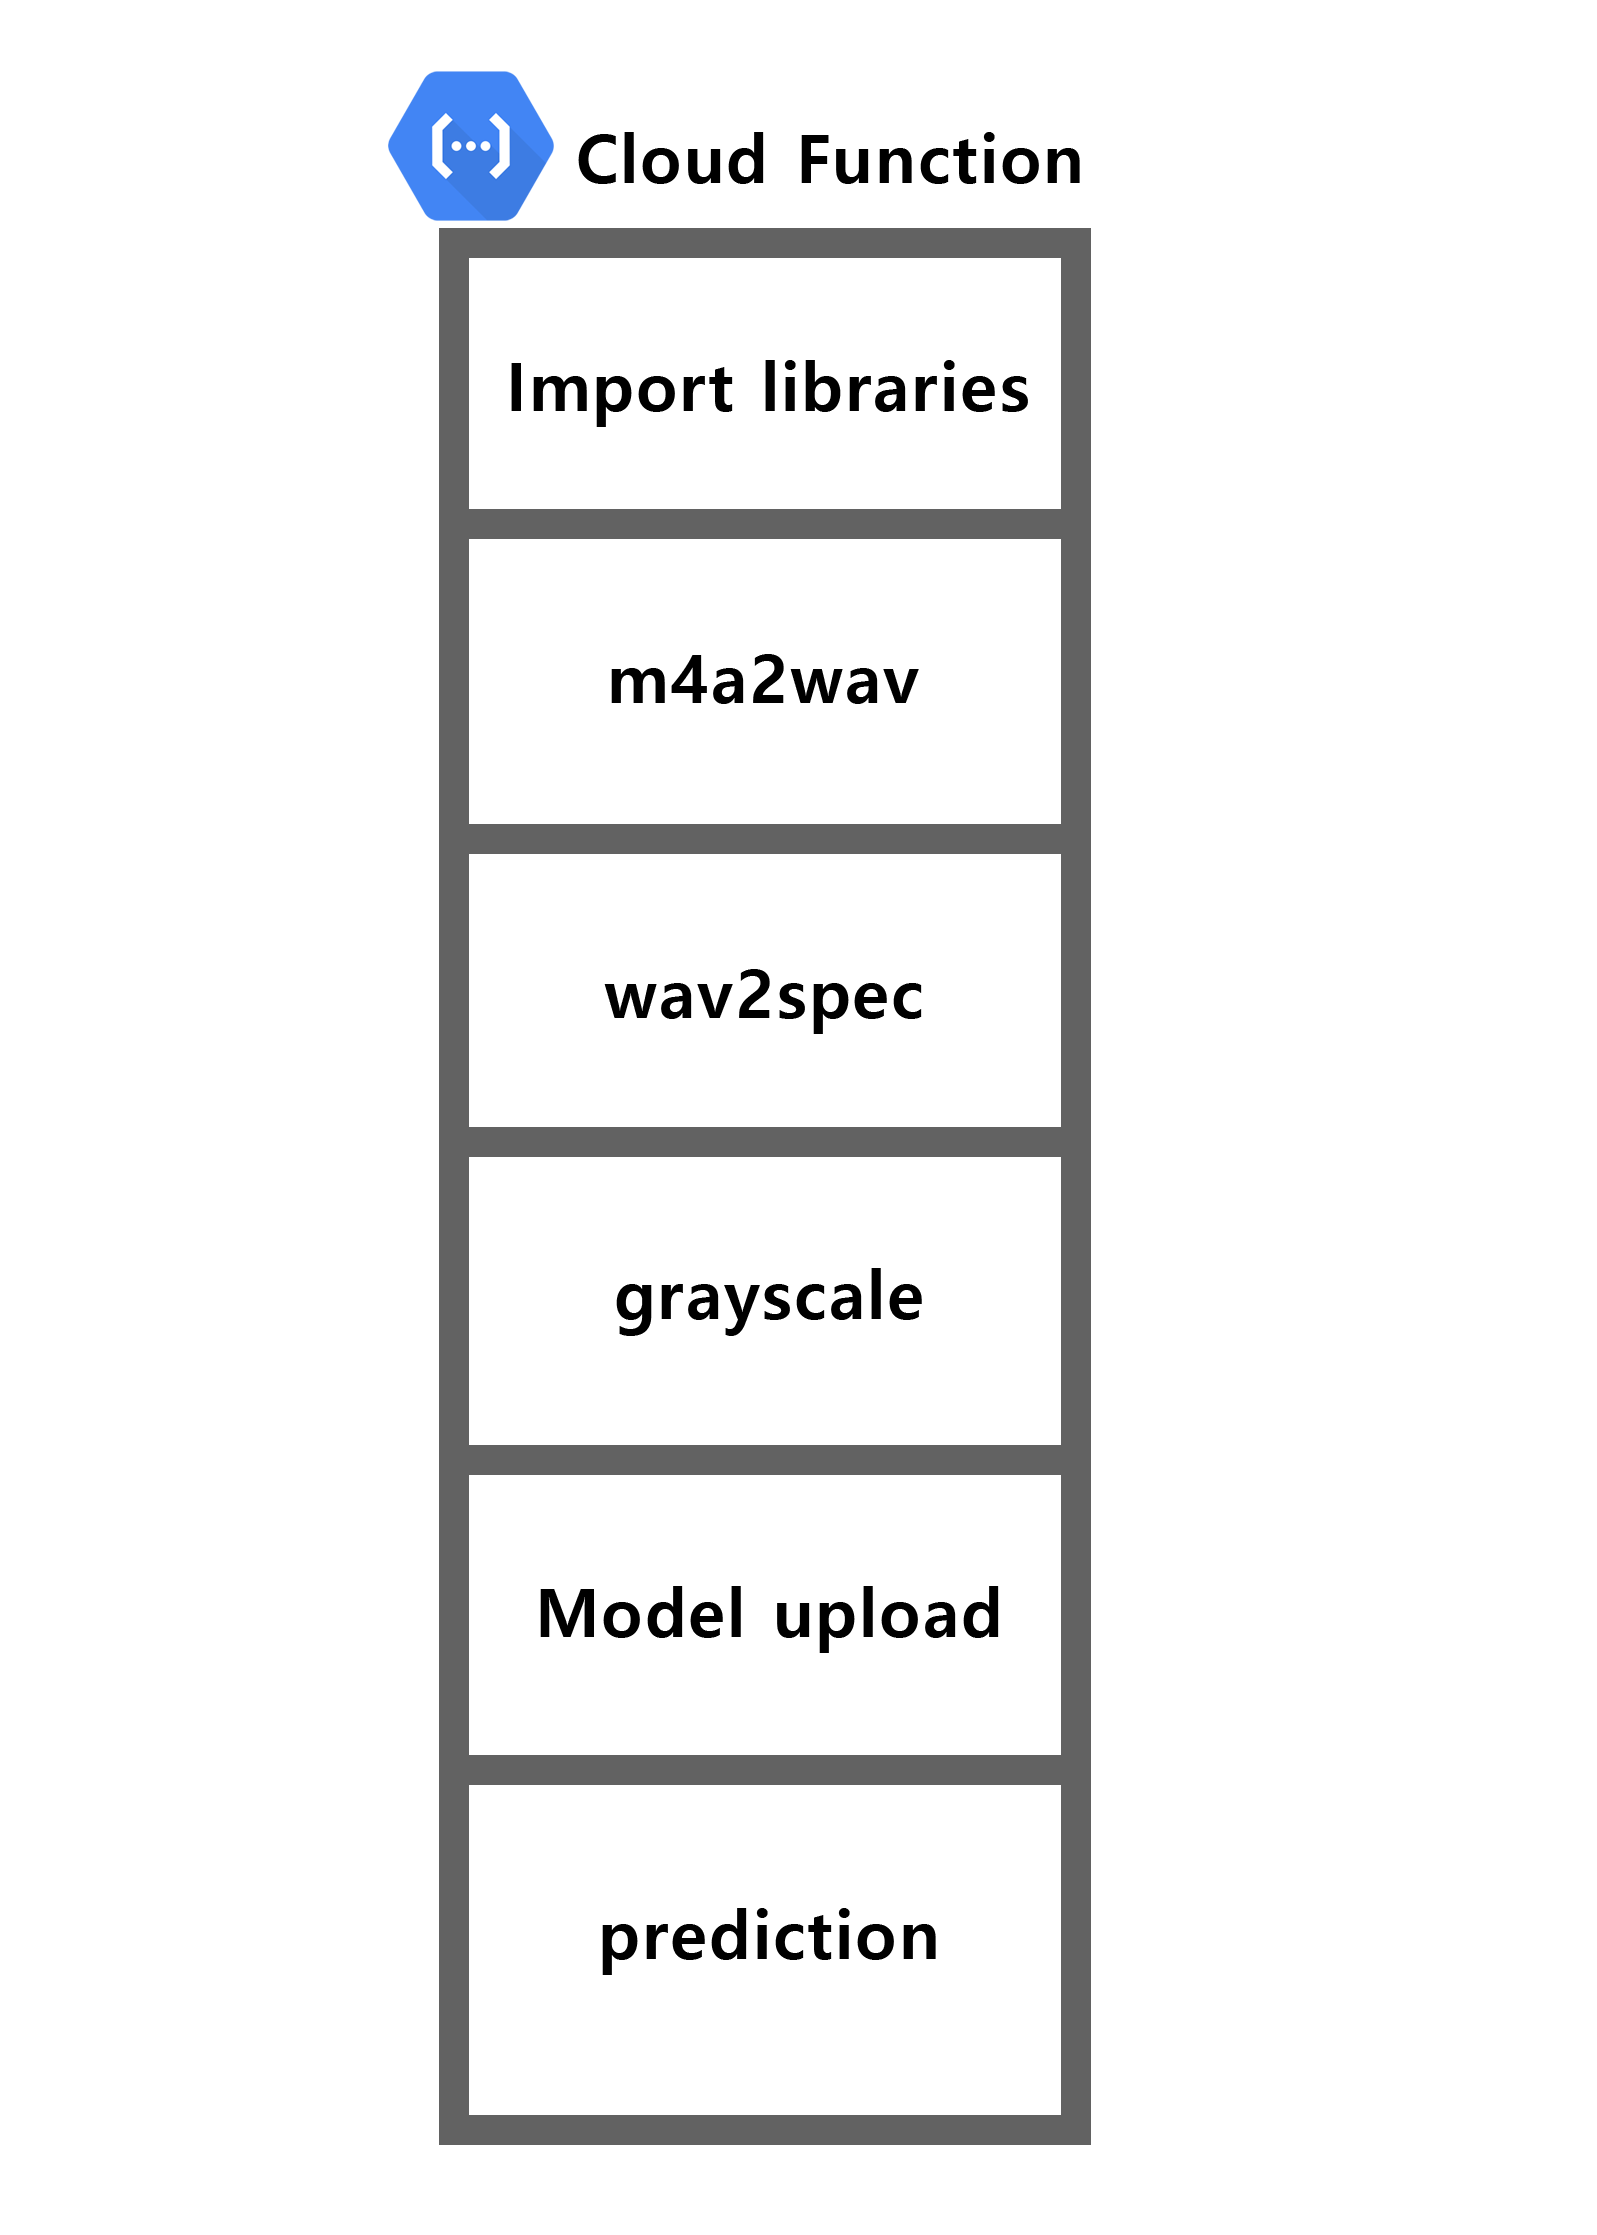 Cloud Function
Import libraries
m4a2wav
wav2spec
grayscale
Model upload
prediction